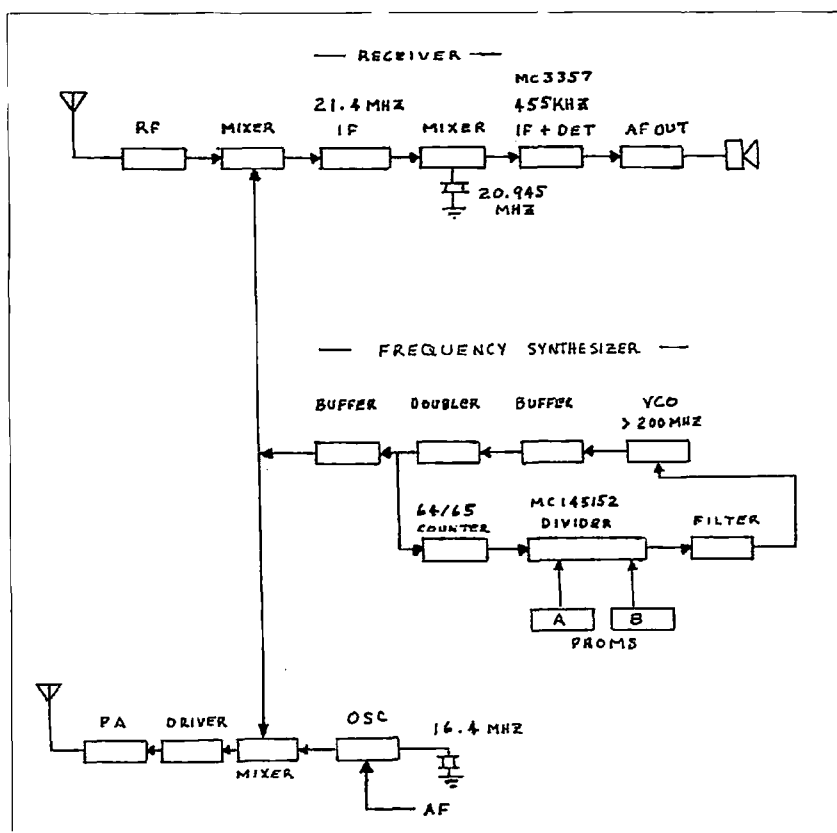 — RECEIVER —
MC3357
21.4 MHZ
455KHZ
RF
MIXER
IF
MIXER
IF + DET
AF OUT
20.945
MHZ
— FREQUENCY SYNTHESIZER —
BUFFER
DOUBLER
BUFFER
VCO
> 200 MHZ
64/65
COUNTER
MC145152
DIVIDER
FILTER
A
B
PROMS
PA
DRIVER
MIXER
OSC
16.4 MHZ
AF